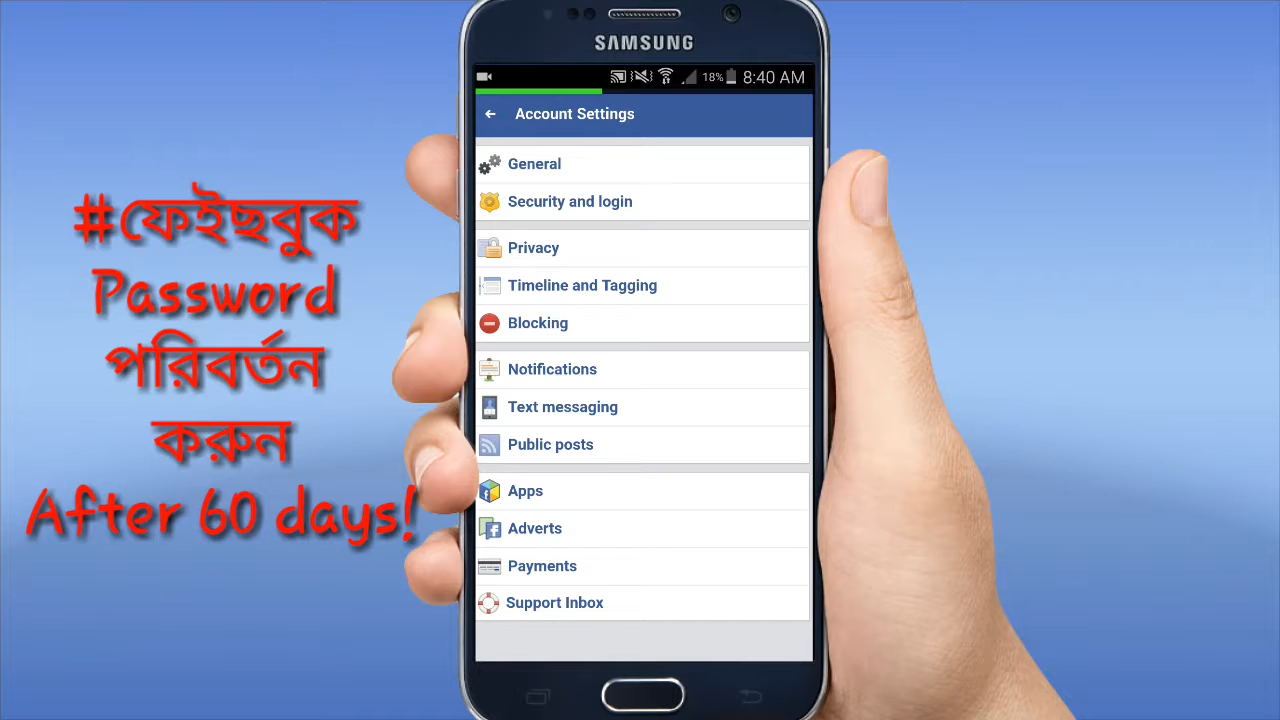 #ফেইছবুক
Password
পরিবর্তন
করুন
After 60 days!
SAMSUNG
18% 8:40 AM
Account Settings
General
Security and login
Privacy
Timeline and Tagging
Blocking
Notifications
Text messaging
Public posts
Apps
Adverts
Payments
Support Inbox